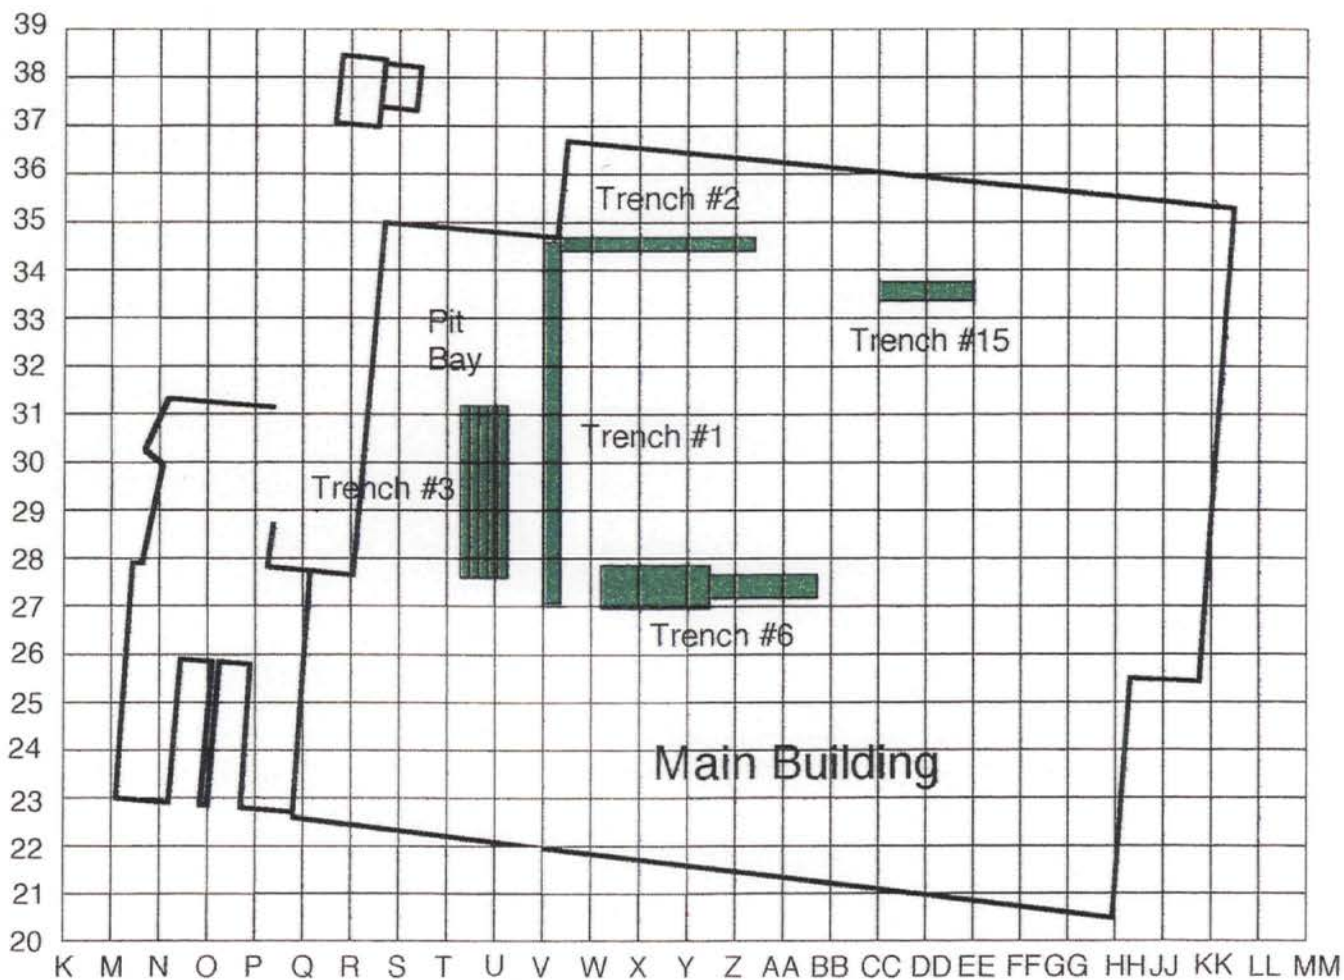 39
38
37
36
Trench #2
35
34
33
Pit
Bay
Trench #15
32
31
Trench #1
30
Trench #3
29
28
27
Trench #6
26
25
24
Main Building
23
22
21
20
K M N O P Q R S T U V W X Y Z AA BB CC DD EE FF GG HH JJ KK LL MM